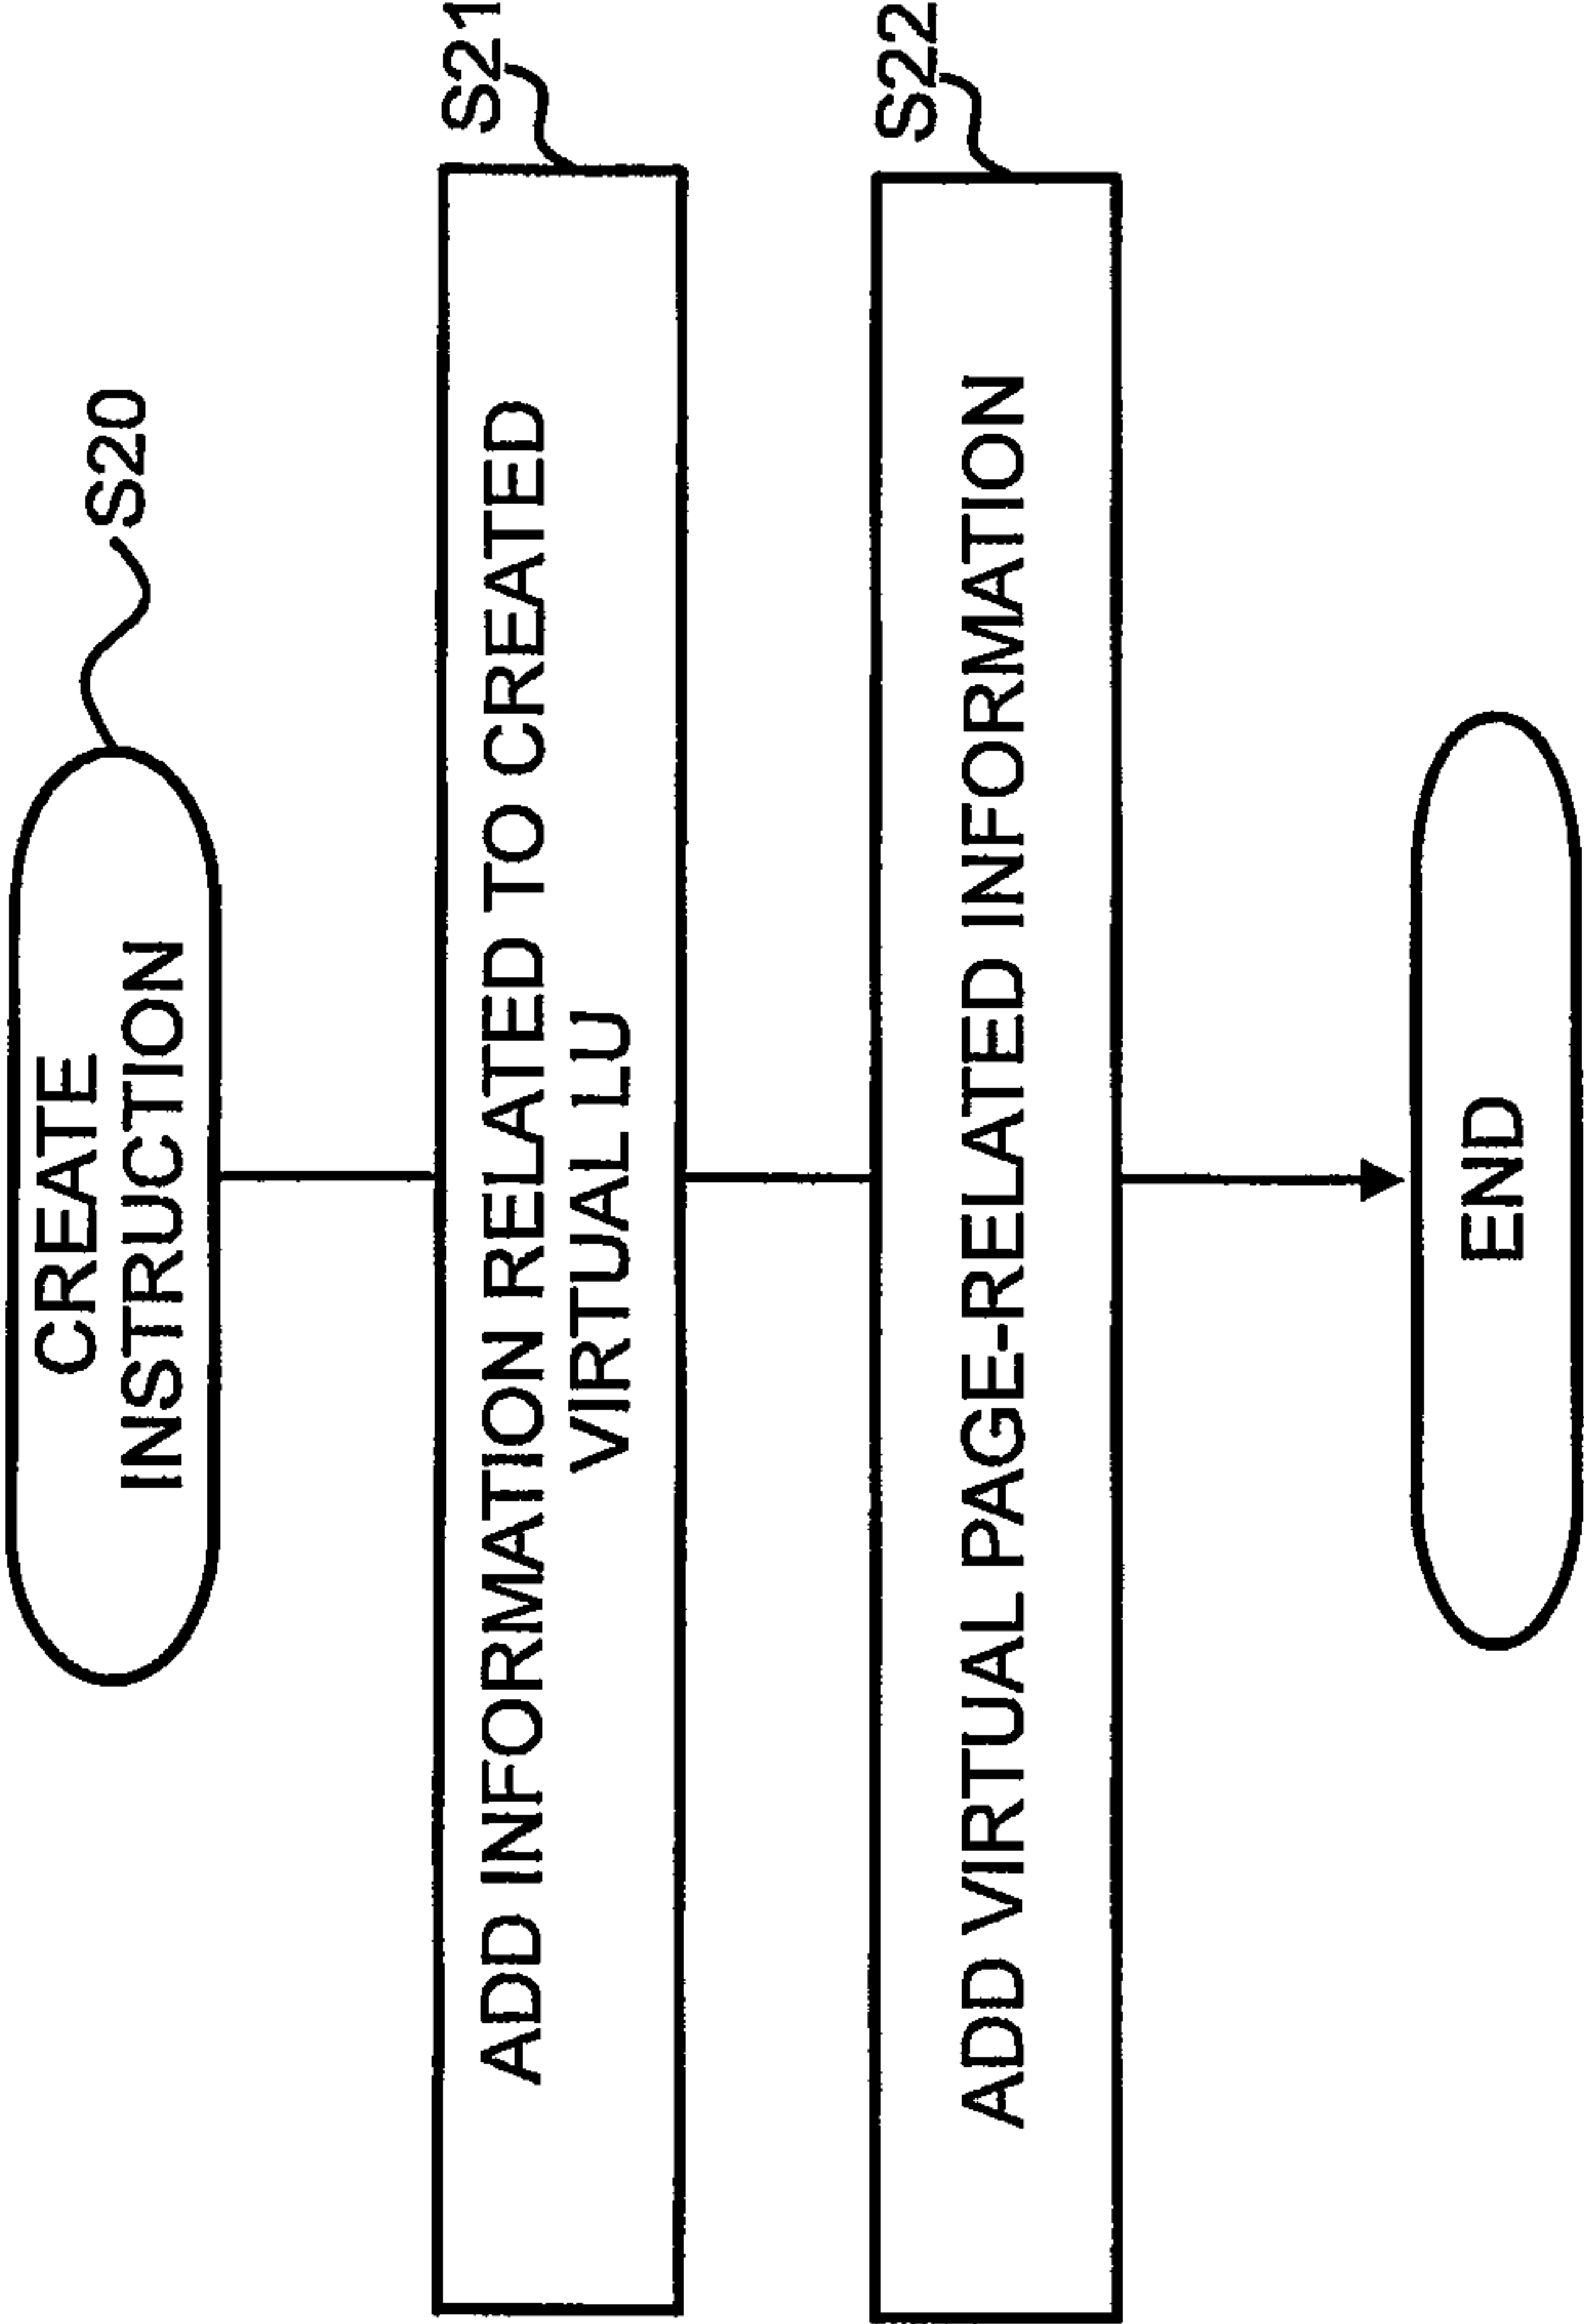 CREATE
INSTRUCTION
S20
ADD INFORMATION RELATED TO CREATED
VIRTUAL LU
S21
ADD VIRTUAL PAGE-RELATED INFORMATION
S22
END